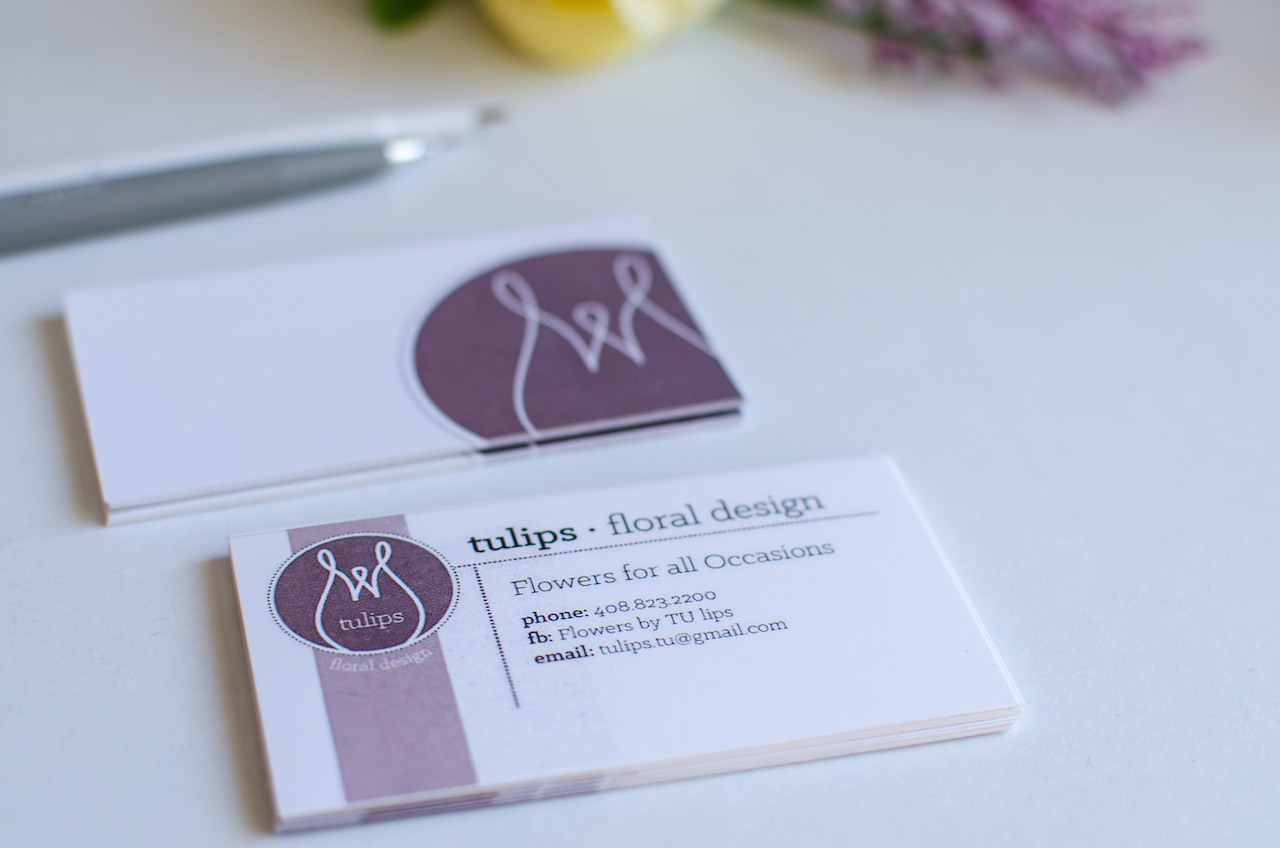 tulips · floral design
Flowers for all Occasions
phone: 408.823.2200
fb: Flowers by TU lips
email: tulips.tu@gmail.com
tulips
floral design